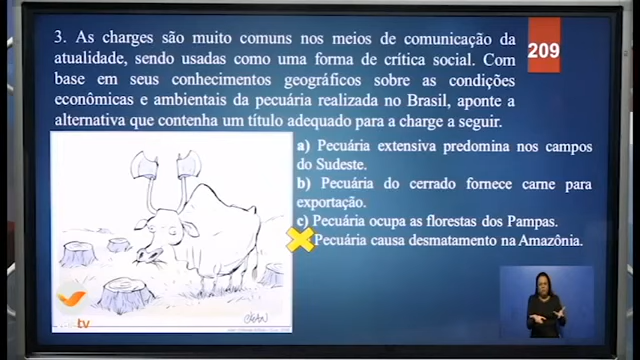 3. As charges são muito comuns nos meios de comunicação da
atualidade, sendo usadas como uma forma de crítica social. Com
base em seus conhecimentos geográficos sobre as condições
econômicas e ambientais da pecuária realizada no Brasil, aponte a
alternativa que contenha um título adequado para a charge a seguir.
209
a) Pecuária extensiva predomina nos campos
do Sudeste.
b) Pecuária do cerrado fornece carne para
exportação.
c) Pecuária ocupa as florestas dos Pampas.
Pecuária causa desmatamento na Amazônia.
tv